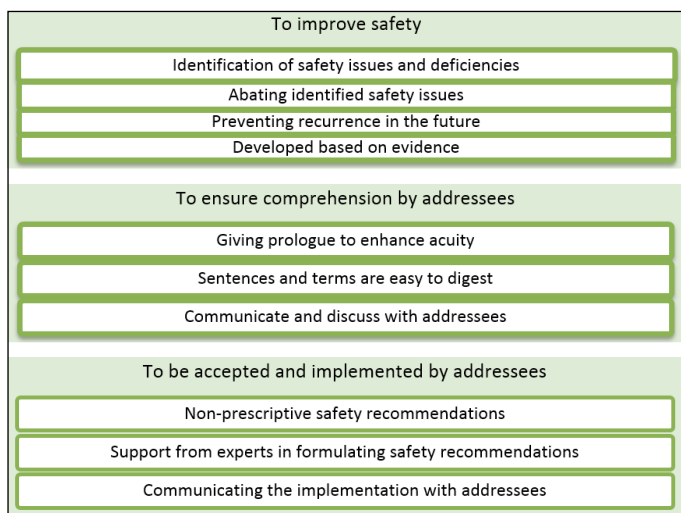 To improve safety
Identification of safety issues and deficiencies
Abating identified safety issues
Preventing recurrence in the future
Developed based on evidence
To ensure comprehension by addressees
Giving prologue to enhance acuity
Sentences and terms are easy to digest
Communicate and discuss with addressees
To be accepted and implemented by addressees
Non-prescriptive safety recommendations
Support from experts in formulating safety recommendations
Communicating the implementation with addressees